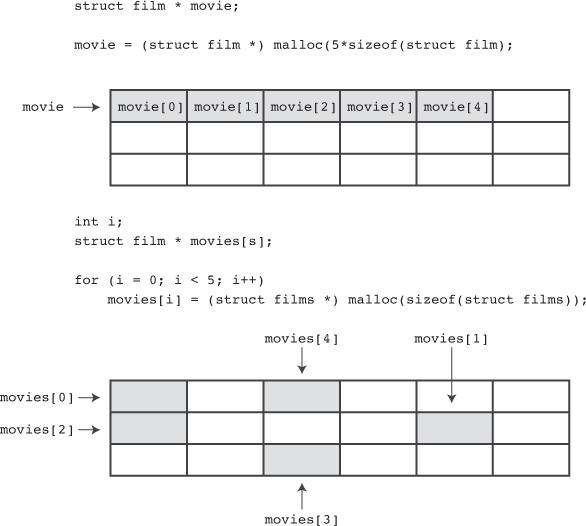 struct film * movie;
movie = (struct film *) malloc(5*sizeof(struct film);
movie movie[0] movie[1] movie[2] movie[3] movie[4]
int i;
struct film * movies[s];
for (i = 0; i < 5; i++)
movies[i] = (struct films *) malloc(sizeof(struct films));
movies[4] movies[1]
movies[0]
movies[2]
movies[3]